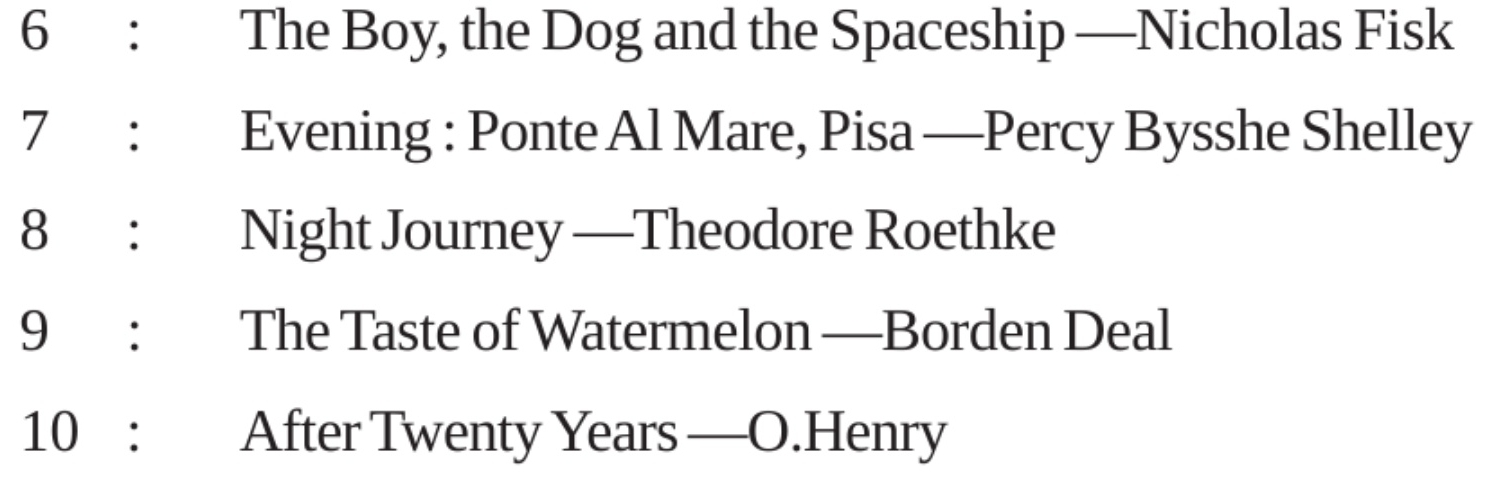 6 : The Boy, the Dog and the Spaceship —Nicholas Fisk
7 : Evening : Ponte Al Mare, Pisa —Percy Bysshe Shelley
8 : Night Journey —Theodore Roethke
9 : The Taste of Watermelon —Borden Deal
10 : After Twenty Years —O.Henry